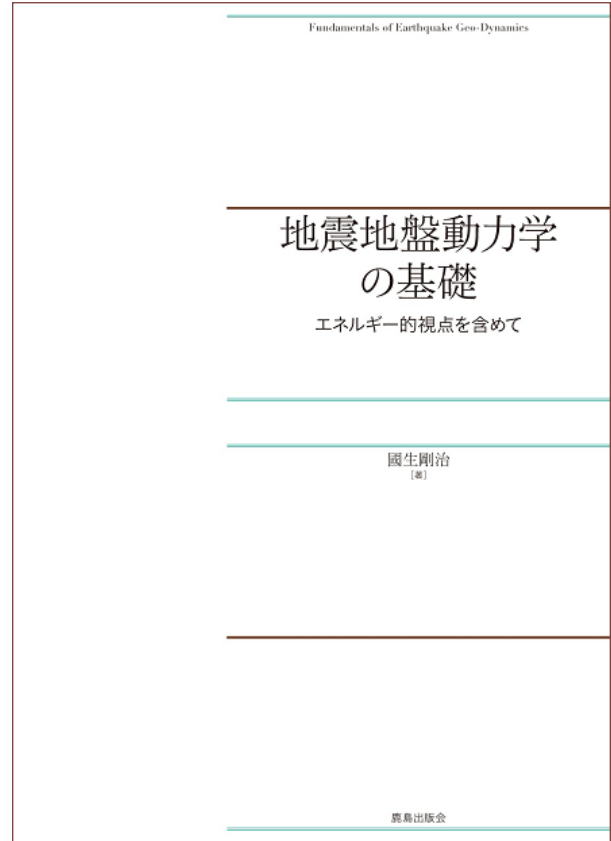 Fundamentals of Earthquake Geo-Dynamics
地震地盤動力学
の基礎
エネルギー的視点を含めて
國生剛治
[著]
鹿島出版会